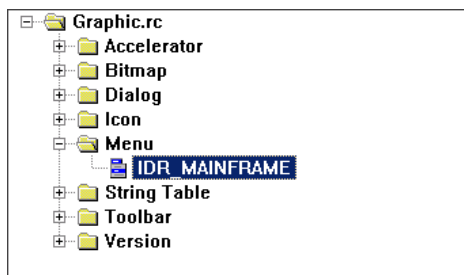 Graphic.rc
Accelerator
Bitmap
Dialog
Icon
Menu
IDR_MAINFRAME
String Table
Toolbar
Version